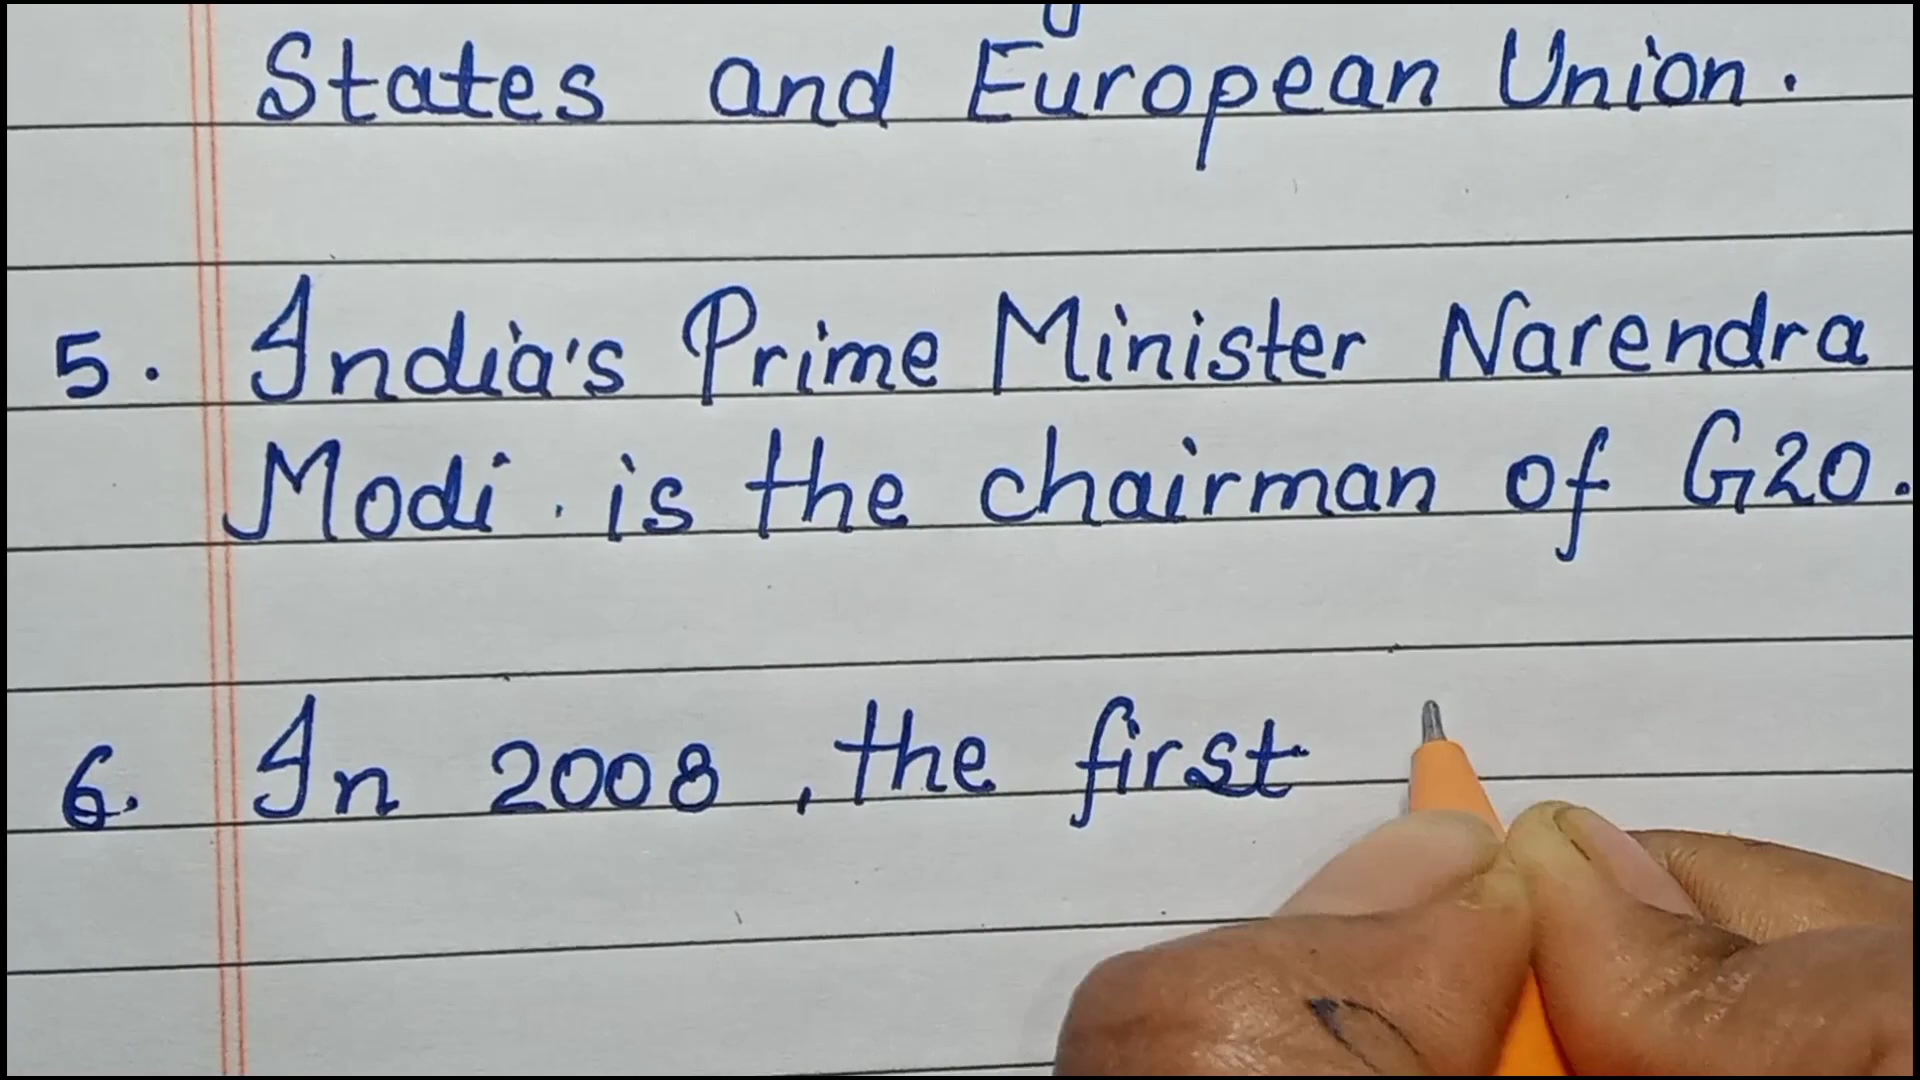 States and European Union.
5. India's Prime Minister Narendra
Modi . is the chairman of G20.
6. In 2008, the first